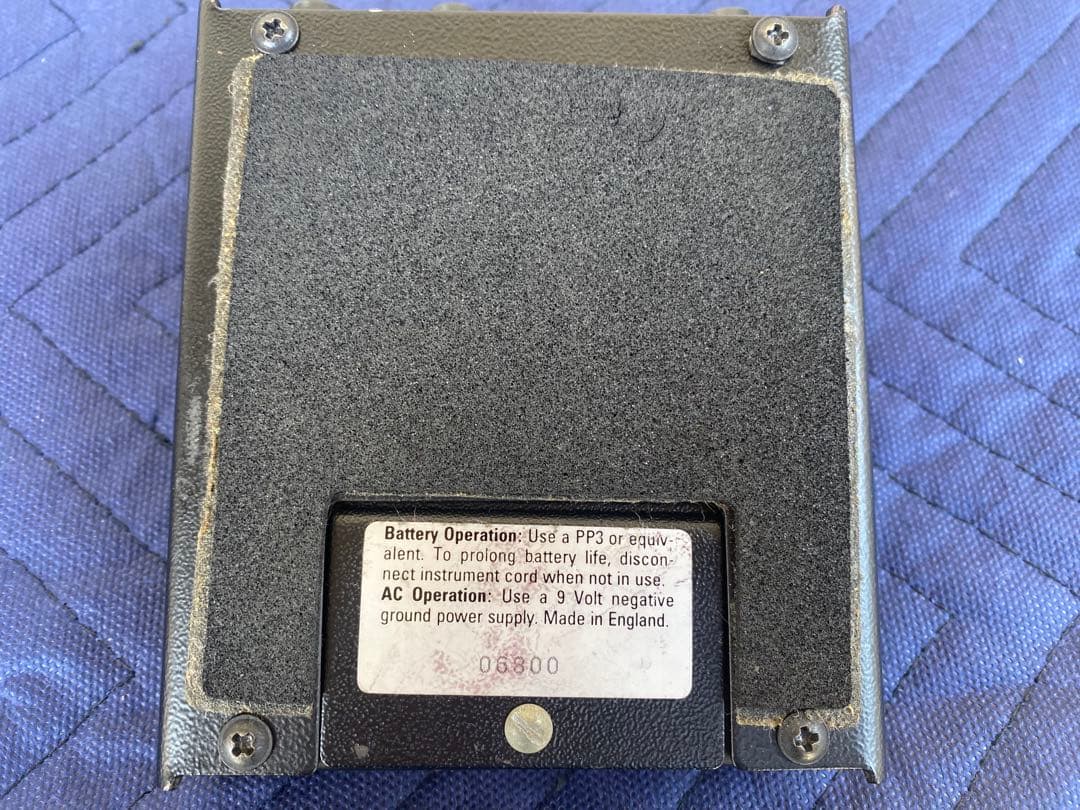 Battery Operation: Use a PP3 or equiv-
alent. To prolong battery life, discon-
nect instrument cord when not in use.
AC Operation: Use a 9 Volt negative
ground power supply. Made in England.
06800